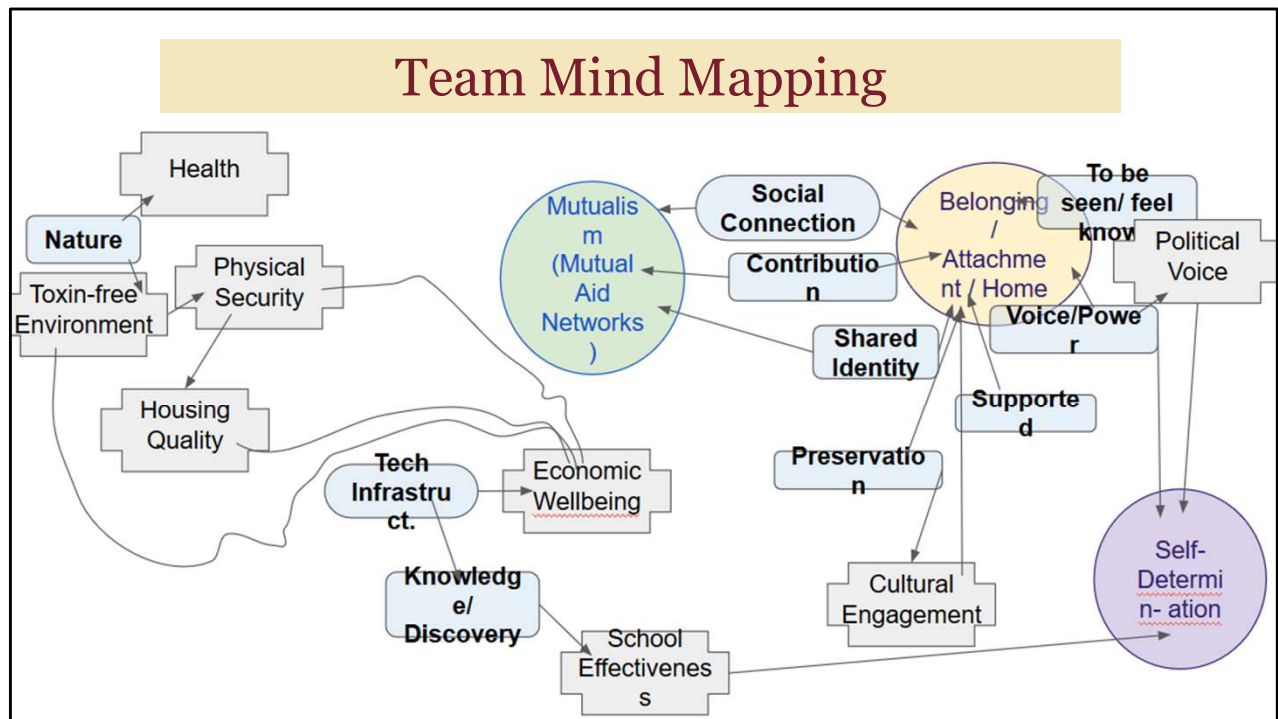 Team Mind Mapping
Health
Nature
Toxin-free
Environment
Physical
Security
Housing
Quality
Mutualis
m
(Mutual
Aid
Networks
)
Social
Connection
Contributio
n
Shared
Identity
Belonging
/
Attachme
nt / Home
To be
seen/ feel
know
Political
Voice
Voice/Powe
r
Supporte
d
Preservatio
n
Tech
Infrastru
ct.
Economic
Wellbeing
Knowledg
e/
Discovery
School
Effectivenes
s
Cultural
Engagement
Self-
Determi
n- ation